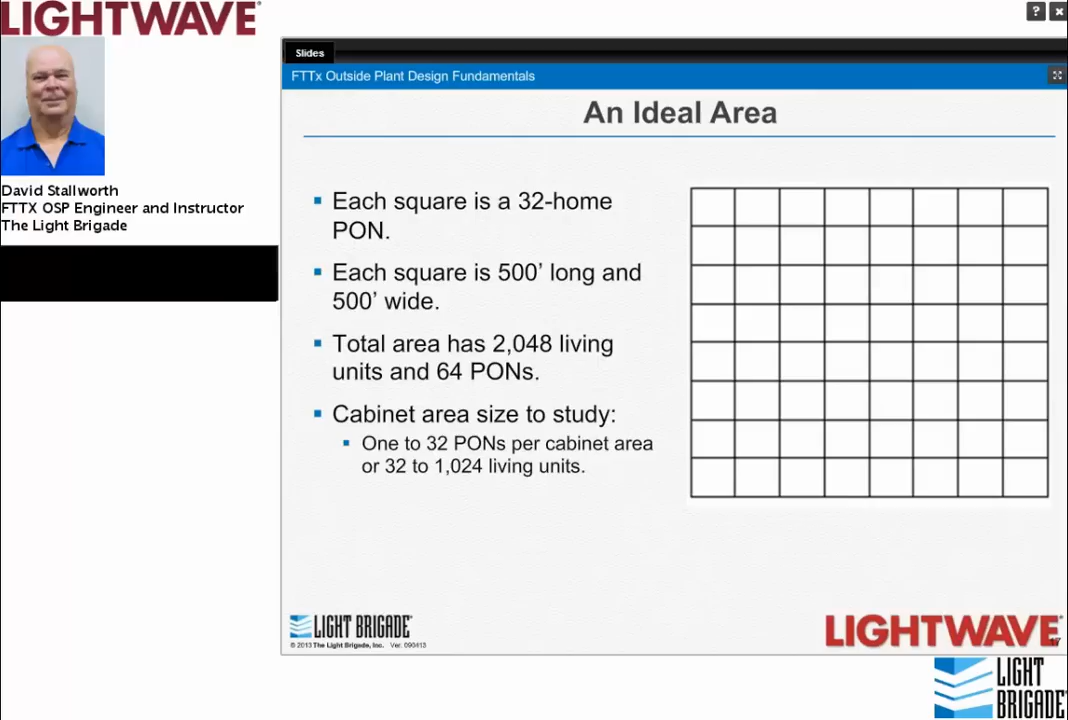 LIGHTWAVE®
Slides
FTTx Outside Plant Design Fundamentals
An Ideal Area
David Stallworth
FTTX OSP Engineer and Instructor
The Light Brigade
Each square is a 32-home
PON.
Each square is 500’ long and
500’ wide.
Total area has 2,048 living
units and 64 PONs.
Cabinet area size to study:
One to 32 PONs per cabinet area
or 32 to 1,024 living units.
LIGHT BRIGADE®
© 2013 The Light Brigade, Inc. Ver. 090413
LIGHTWAVE®
17
LIGHT
BRIGADE